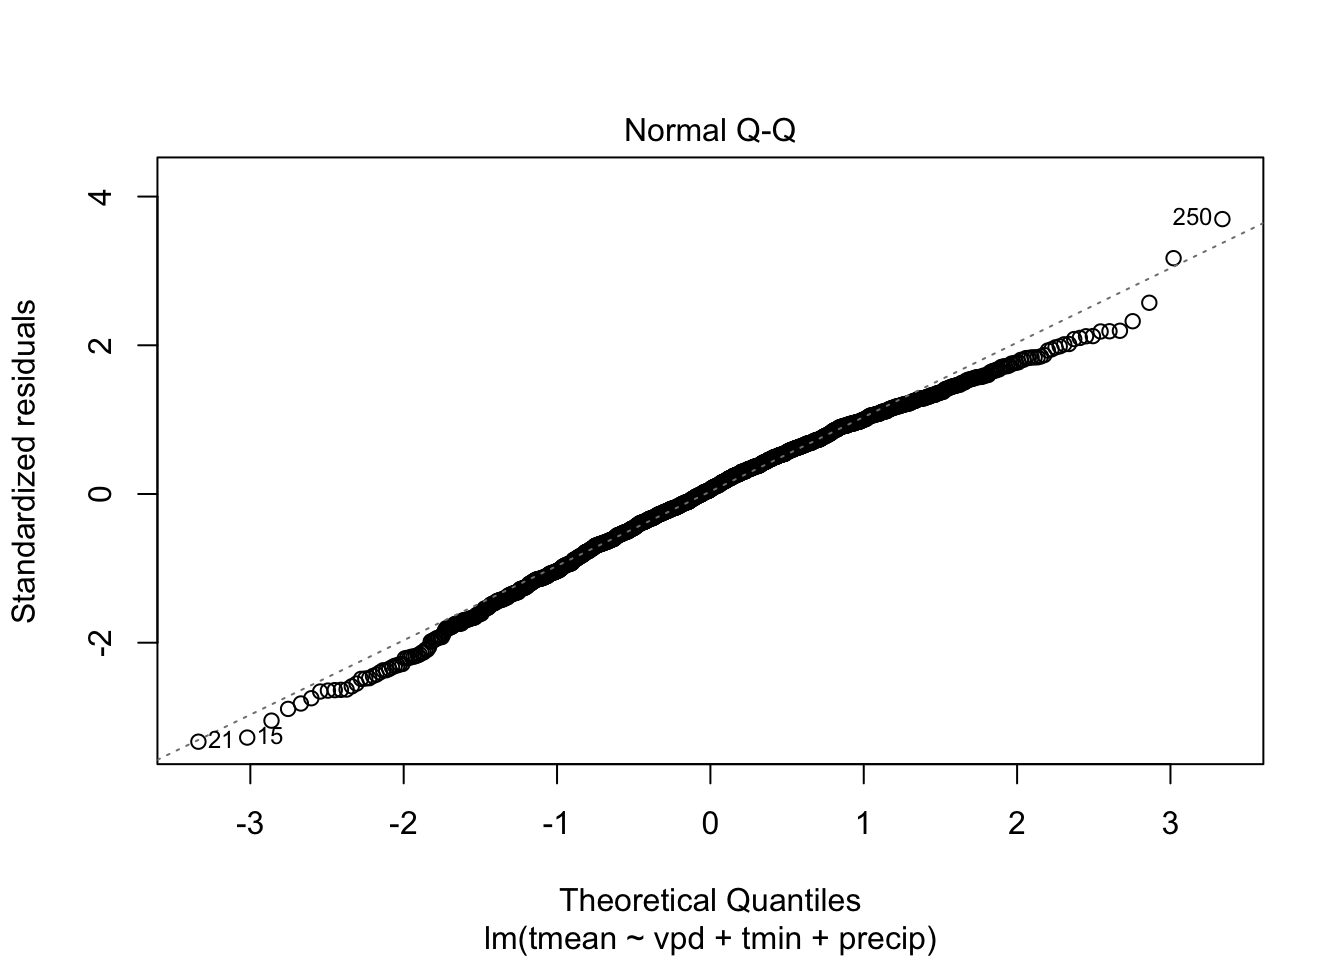 Normal Q-Q
Standardized residuals
4
2
0
-2
250
21
15
-3 -2 -1 0 1 2 3
Theoretical Quantiles
lm(tmean ~ vpd + tmin + precip)